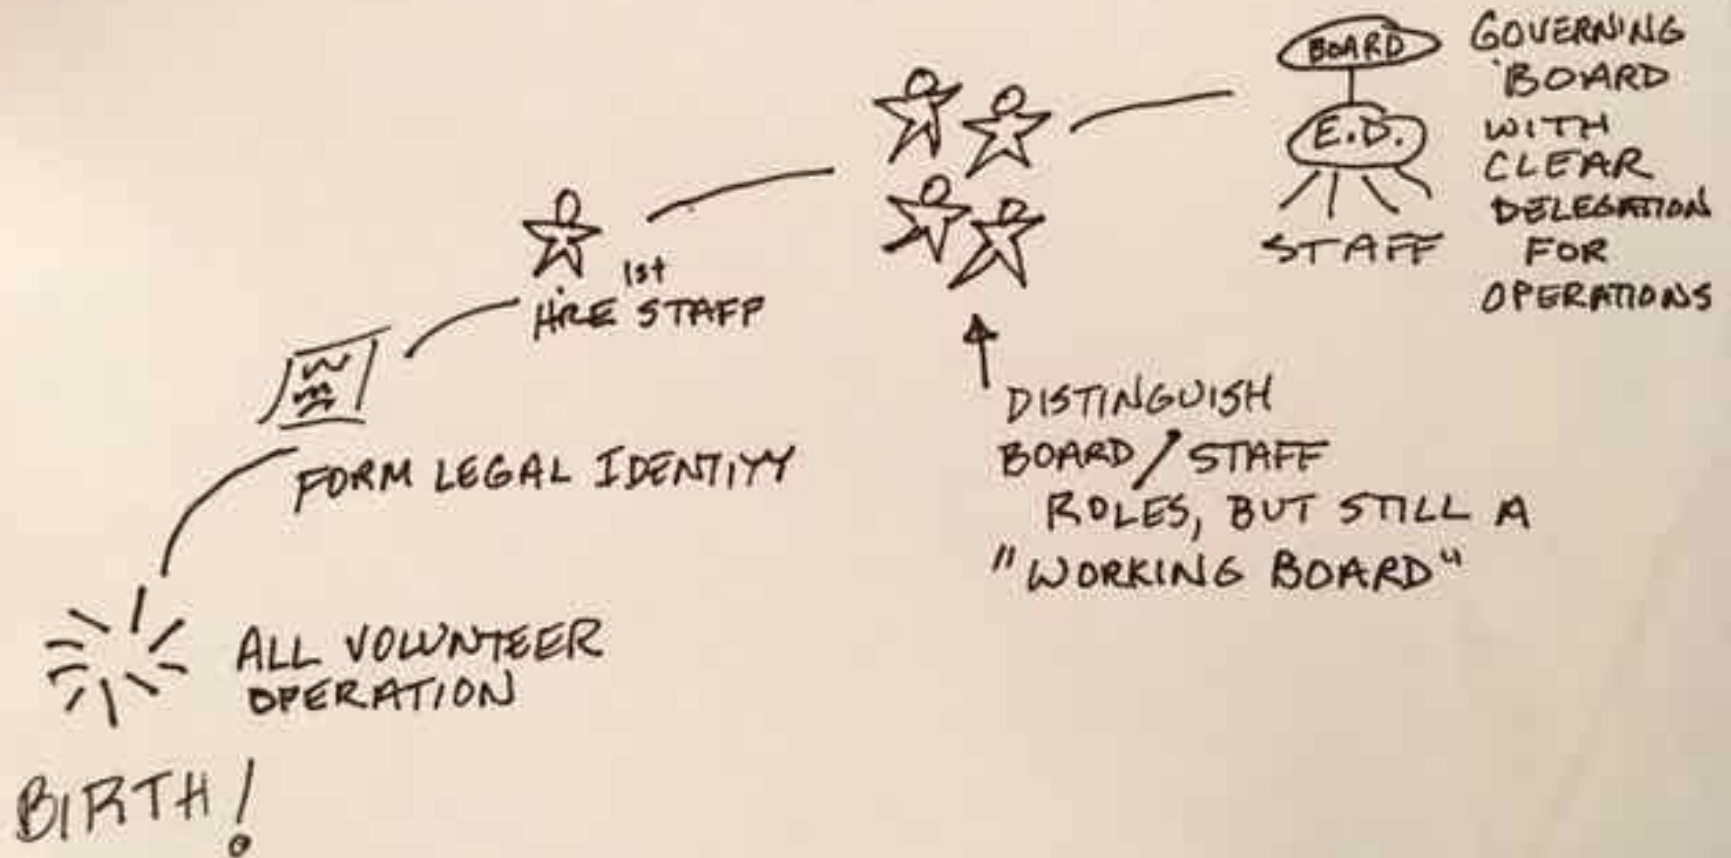 BOARD
E.D.
STAFF
GOVERNING
BOARD
WITH
CLEAR
DELEGATION
FOR
OPERATIONS
1st
HIRE STAFF
DISTINGUISH
BOARD/STAFF
ROLES, BUT STILL A
"WORKING BOARD"
FORM LEGAL IDENTITY
ALL VOLUNTEER
OPERATION
BIRTH!